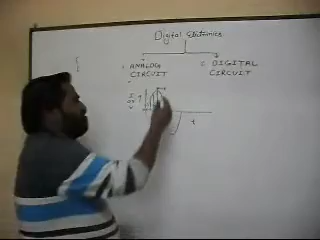 Digital Electronics
: ANALOG
CIRCUIT
: DIGITAL
CIRCUIT
t